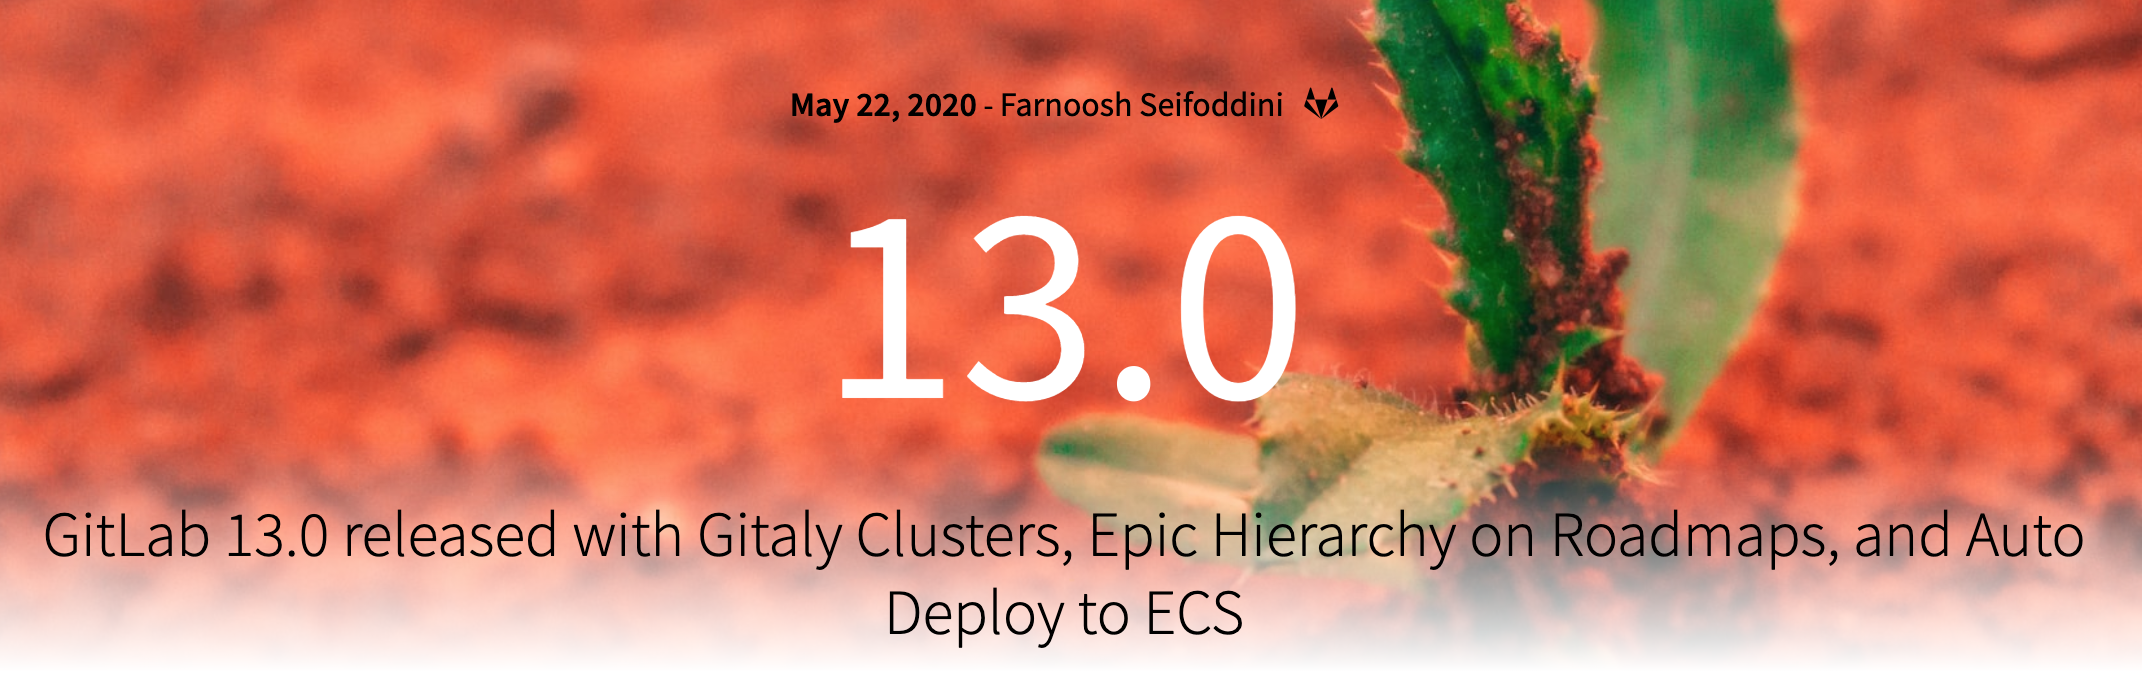 May 22, 2020 - Farnoosh Seifoddini
13.0
GitLab 13.0 released with Gitaly Clusters, Epic Hierarchy on Roadmaps, and Auto
Deploy to ECS